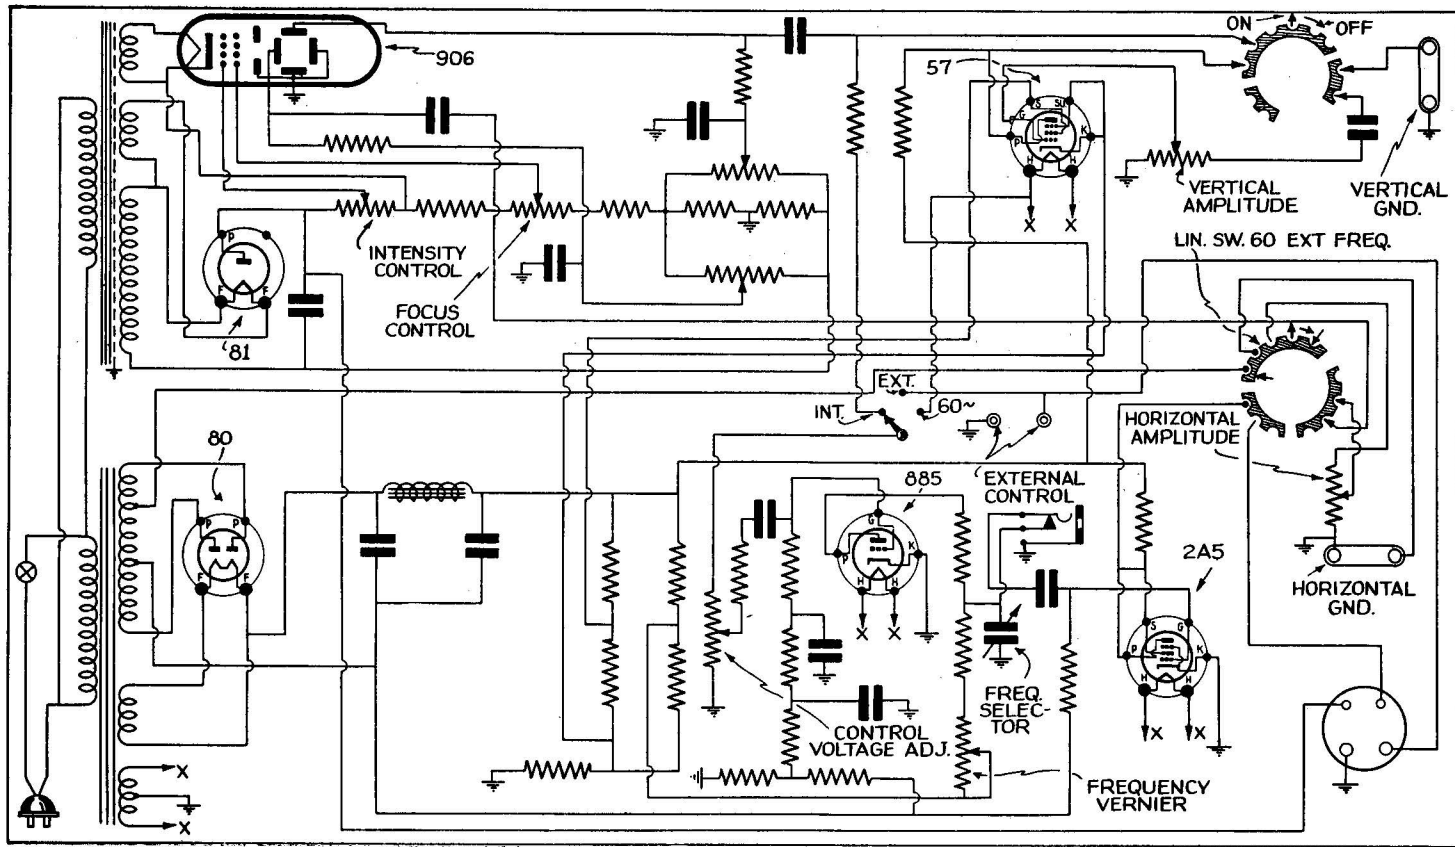 ON
OFF
906
57
S
SU
G
P
K
H
H
X
X
VERTICAL
AMPLITUDE
VERTICAL
GND.
LIN. SW. 60 EXT FREQ.
INTENSITY
CONTROL
FOCUS
CONTROL
P
F
F
81
EXT.
INT.
60~
HORIZONTAL
AMPLITUDE
80
P
P
F
F
EXTERNAL
CONTROL
885
G
P
K
H
H
X
X
2A5
S
G
P
K
H
H
X
X
HORIZONTAL
GND.
FREQ.
SELEC-
TOR
CONTROL
VOLTAGE ADJ.
FREQUENCY
VERNIER
X
X